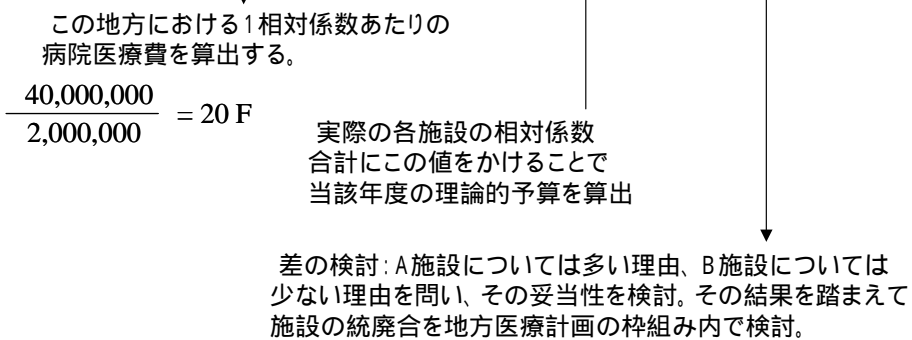 この地方における1相対係数あたりの
病院医療費を算出する。
40,000,000
2,000,000
= 20 F
実際の各施設の相対係数
合計にこの値をかけることで
当該年度の理論的予算を算出
差の検討:A施設については多い理由、B施設については
少ない理由を問い、その妥当性を検討。その結果を踏まえて
施設の統廃合を地方医療計画の枠組み内で検討。